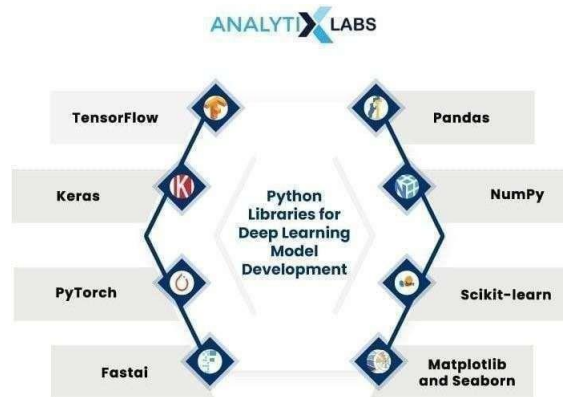 ANALYTIX LABS
TensorFlow
Pandas
Keras
NumPy
Python
Libraries for
Deep Learning
Model
Development
PyTorch
Scikit-learn
Fastai
Matplotlib
and Seaborn